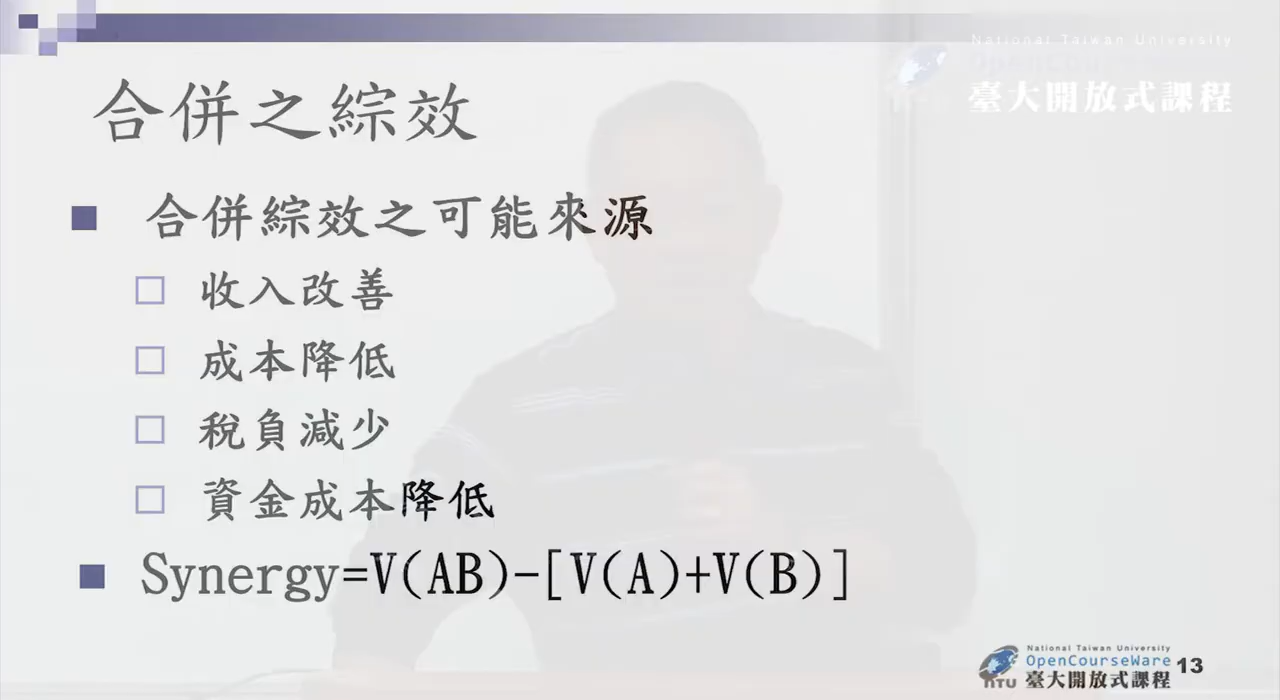 National Taiwan University
OpenCourseWare
臺大開放式課程
合併之綜效
合併綜效之可能來源
收入改善
成本降低
稅負減少
資金成本降低
Synergy=V(AB)-[V(A)+V(B)]
National Taiwan University
OpenCourseWare
NTU 臺大開放式課程
13